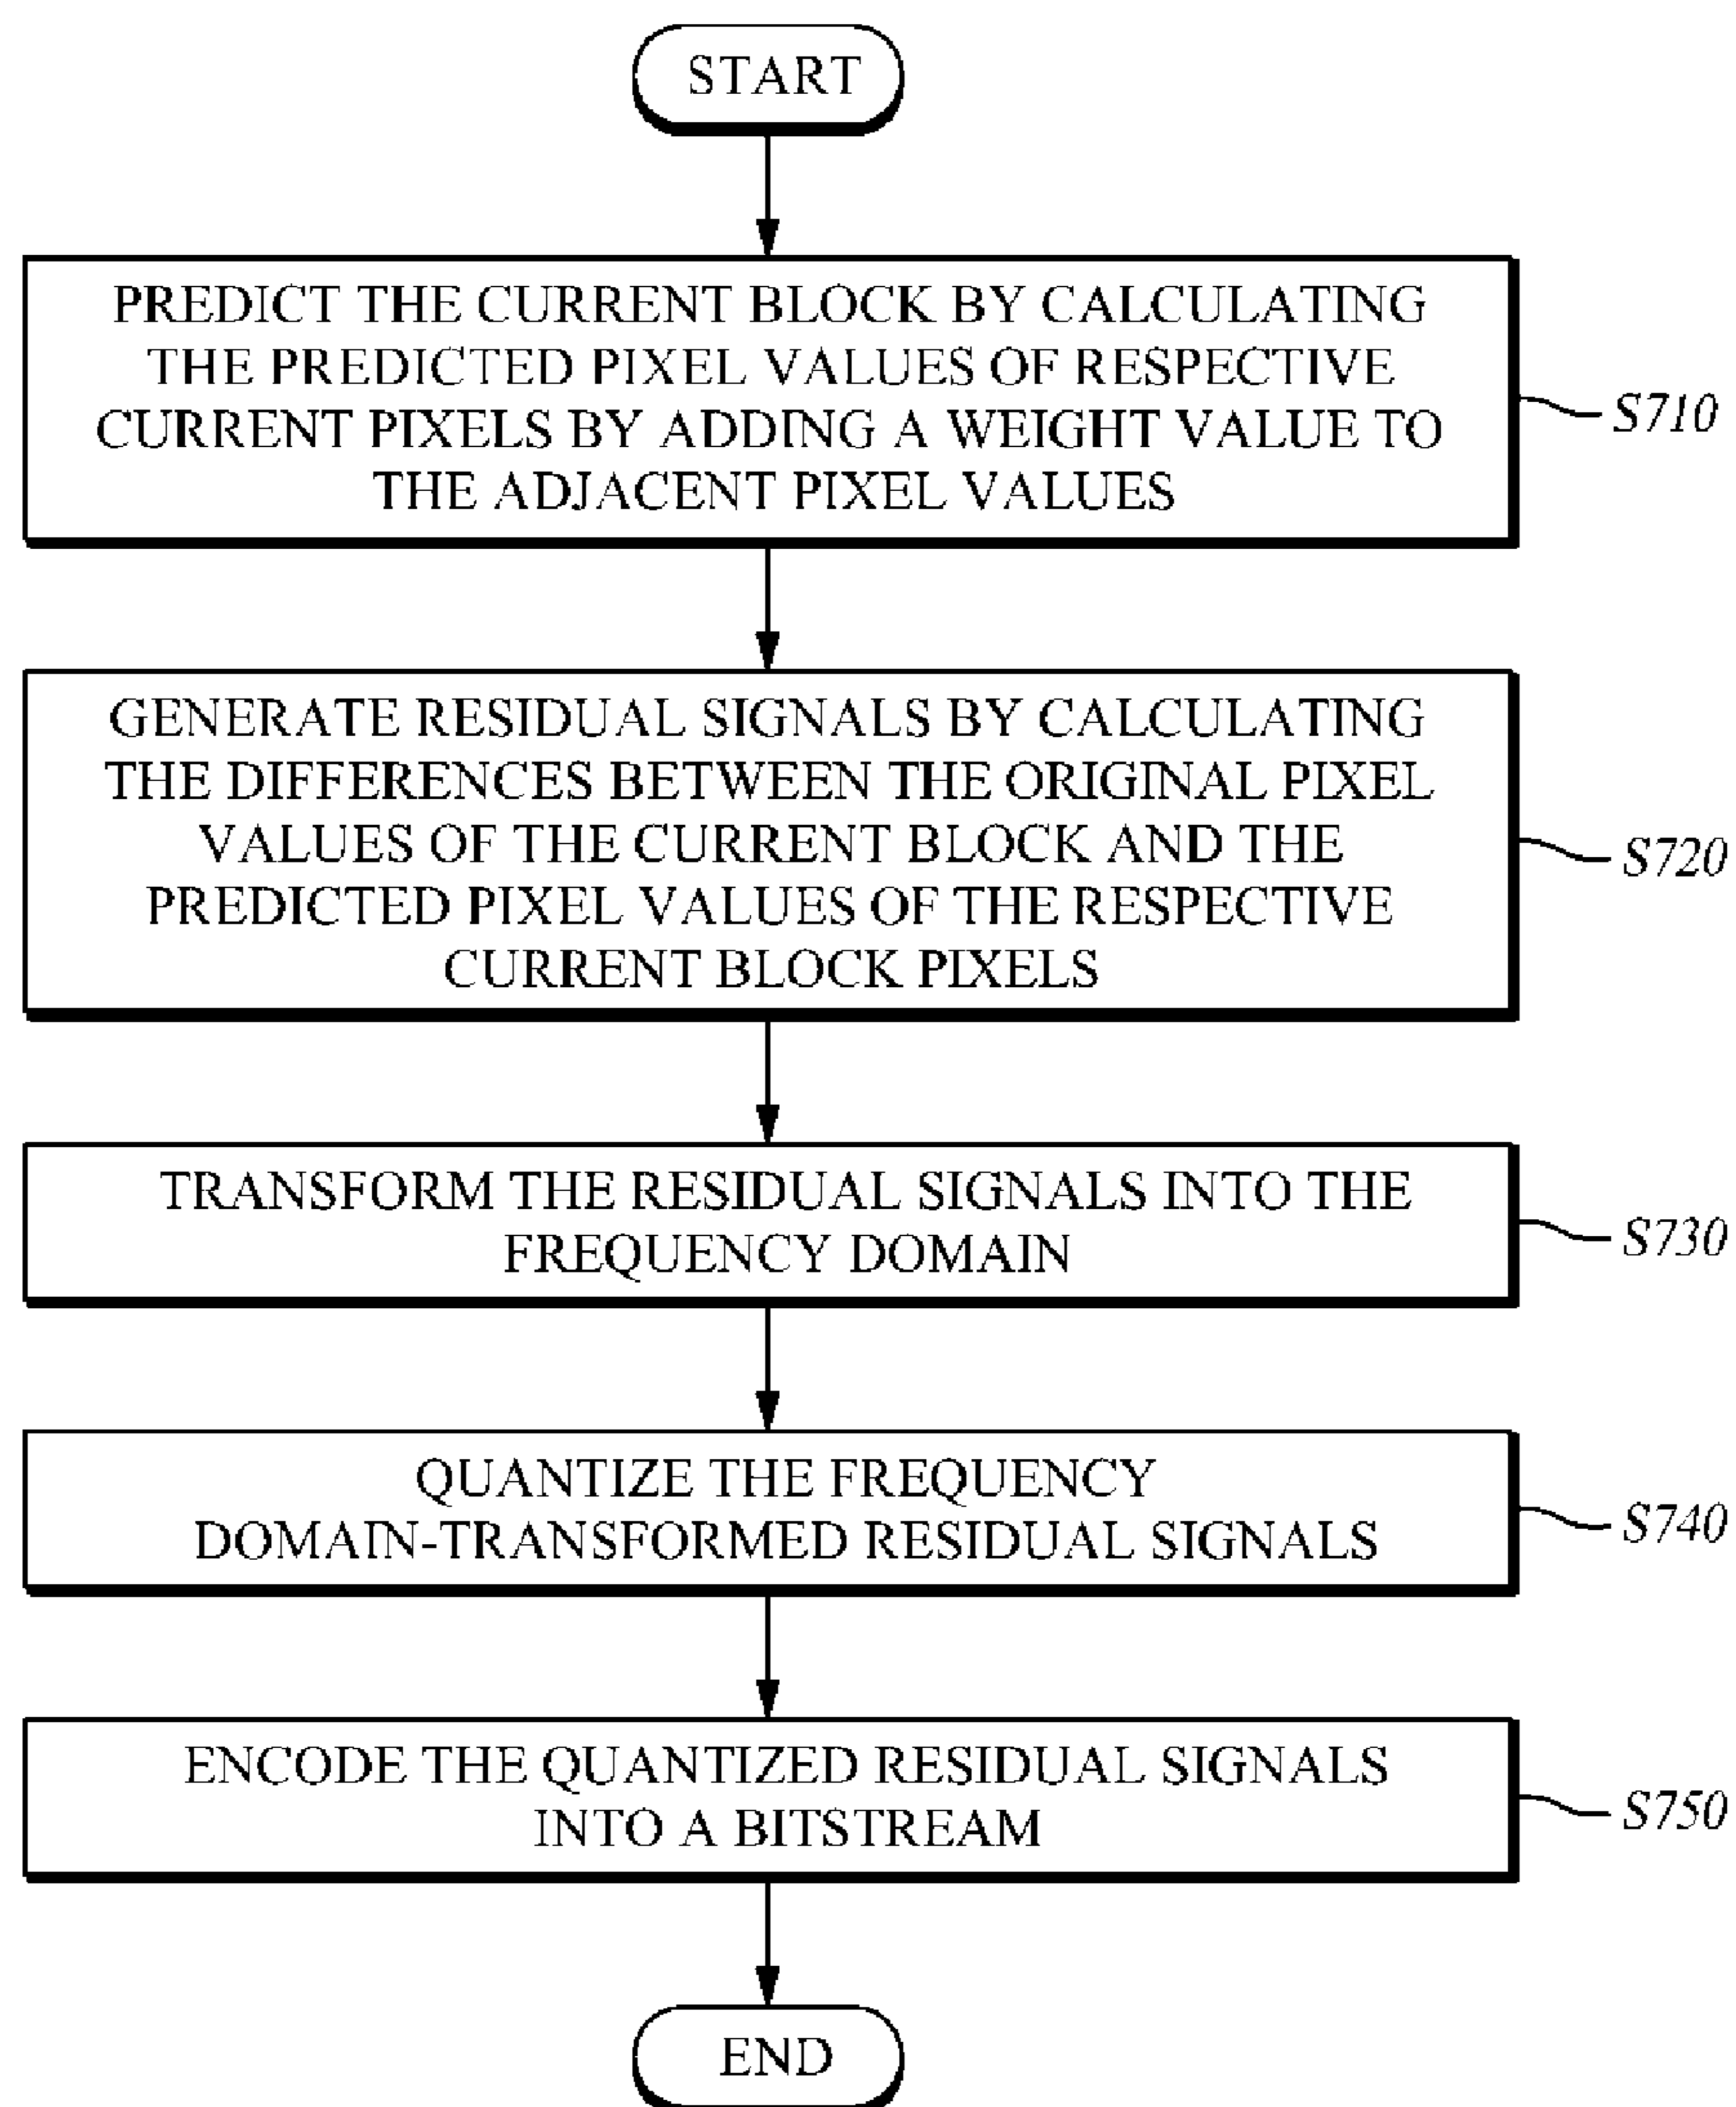 START
PREDICT THE CURRENT BLOCK BY CALCULATING
THE PREDICTED PIXEL VALUES OF RESPECTIVE
CURRENT PIXELS BY ADDING A WEIGHT VALUE TO
THE ADJACENT PIXEL VALUES
S710
GENERATE RESIDUAL SIGNALS BY CALCULATING
THE DIFFERENCES BETWEEN THE ORIGINAL PIXEL
VALUES OF THE CURRENT BLOCK AND THE
PREDICTED PIXEL VALUES OF THE RESPECTIVE
CURRENT BLOCK PIXELS
S720
TRANSFORM THE RESIDUAL SIGNALS INTO THE
FREQUENCY DOMAIN
S730
QUANTIZE THE FREQUENCY
DOMAIN-TRANSFORMED RESIDUAL SIGNALS
S740
ENCODE THE QUANTIZED RESIDUAL SIGNALS
INTO A BITSTREAM
S750
END